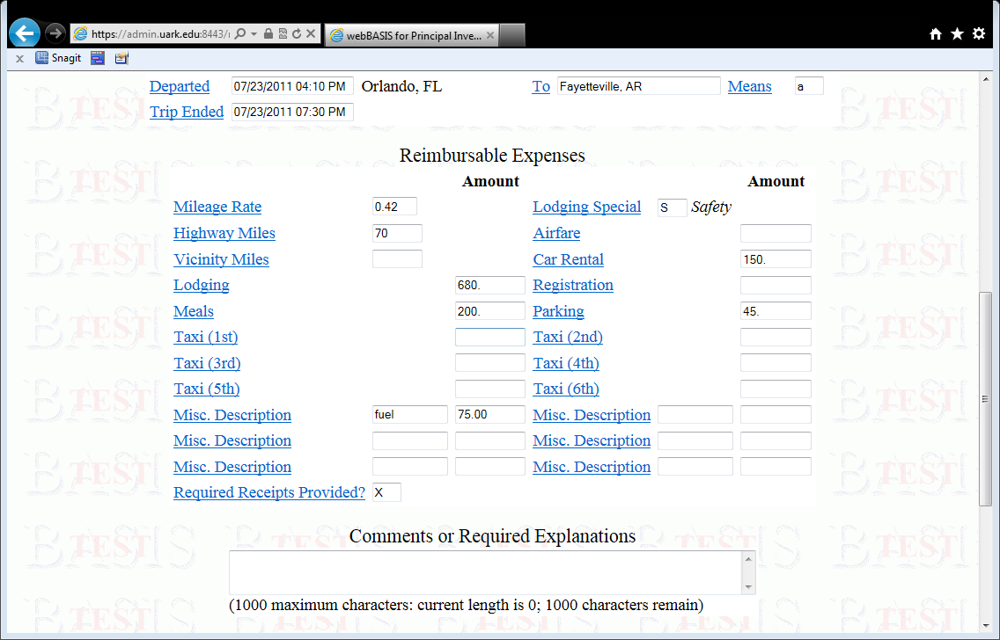 https://admin.uark.edu:8443/
webBASIS for Principal Inve...
x Snagit
Departed 07/23/2011 04:10 PM Orlando, FL To Fayetteville, AR Means a
Trip Ended 07/23/2011 07:30 PM
Reimbursable Expenses
Amount Amount
Mileage Rate 0.42 Lodging Special S Safety
Highway Miles 70 Airfare
Vicinity Miles Car Rental 150.
Lodging 680. Registration
Meals 200. Parking 45.
Taxi (1st) Taxi (2nd)
Taxi (3rd) Taxi (4th)
Taxi (5th) Taxi (6th)
Misc. Description fuel 75.00 Misc. Description
Misc. Description Misc. Description
Misc. Description Misc. Description
Required Receipts Provided? X
Comments or Required Explanations
(1000 maximum characters: current length is 0; 1000 characters remain)